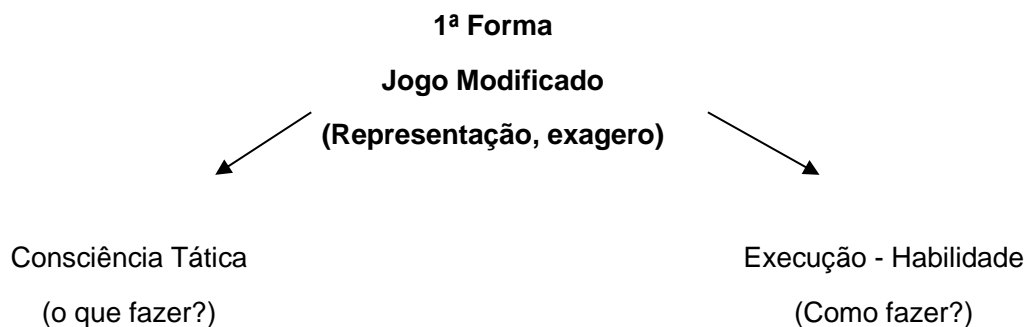 1ª Forma
Jogo Modificado
(Representação, exagero)
Consciência Tática
(o que fazer?)
Execução - Habilidade
(Como fazer?)